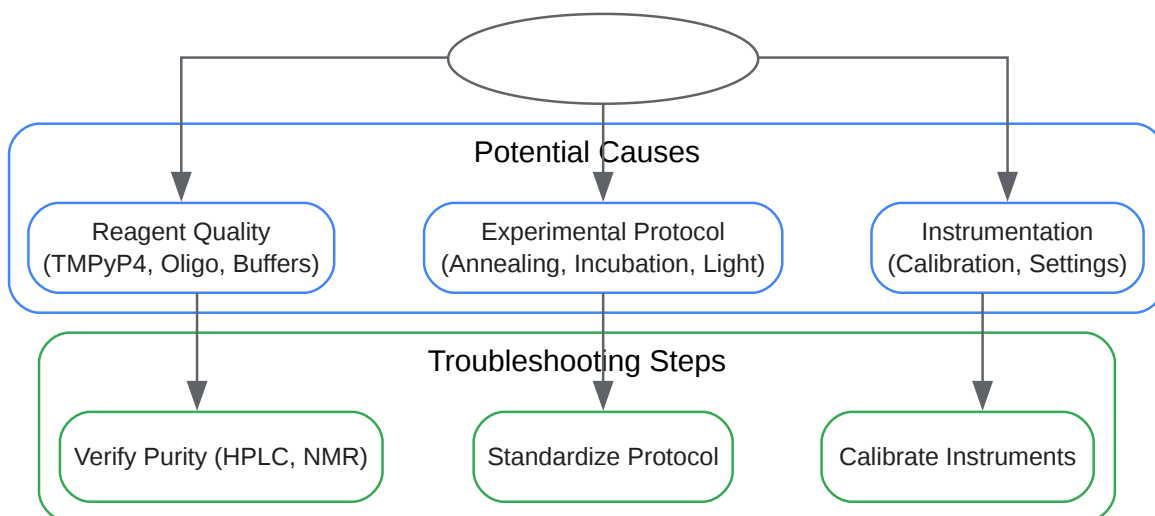 Potential Causes
Reagent Quality
(TMPyP4, Oligo, Buffers)
Experimental Protocol
(Annealing, Incubation, Light)
Instrumentation
(Calibration, Settings)
Troubleshooting Steps
Verify Purity (HPLC, NMR)
Standardize Protocol
Calibrate Instruments